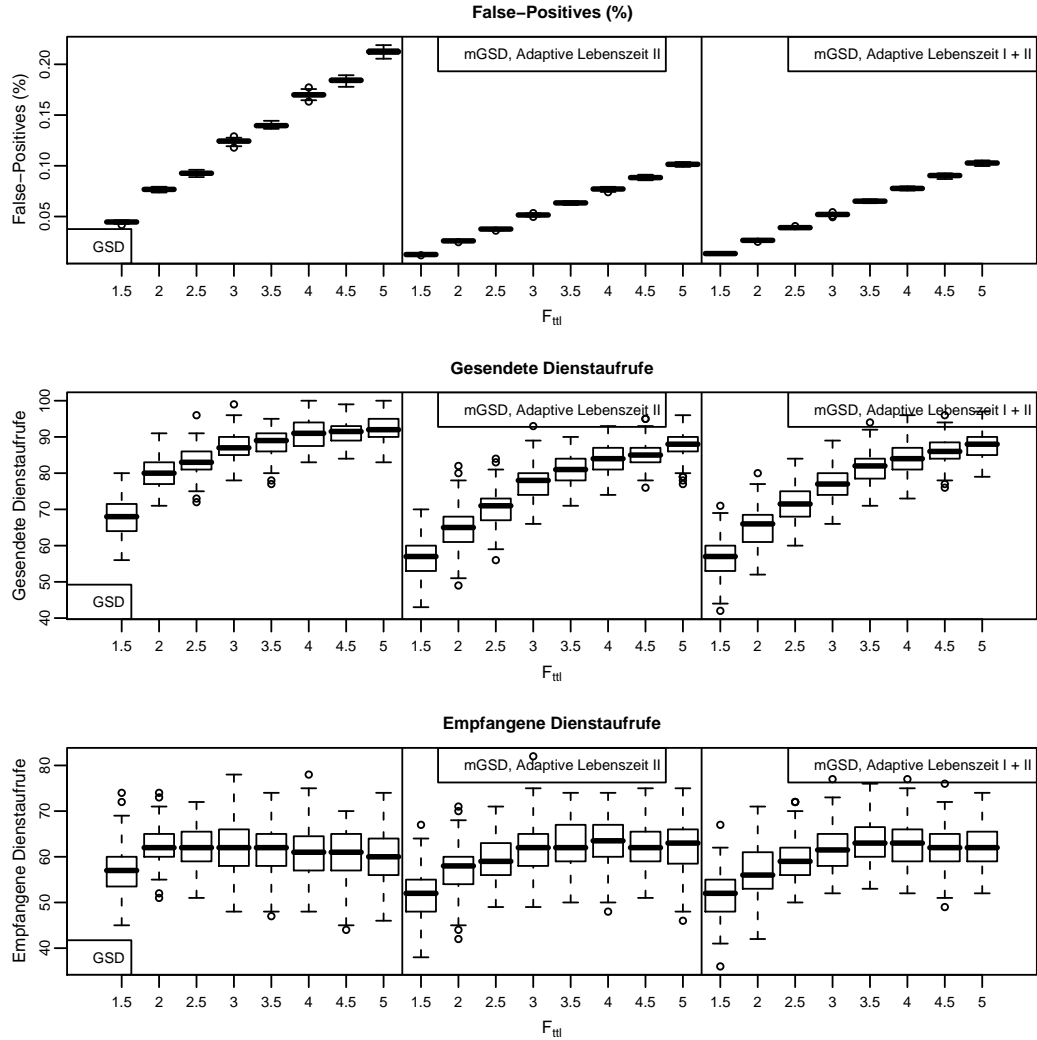 False−Positives (%)
mGSD, Adaptive Lebenszeit II
mGSD, Adaptive Lebenszeit I + II
GSD
False−Positives (%)
0.20
0.15
0.10
0.05
1.5 2 2.5 3 3.5 4 4.5 5 1.5 2 2.5 3 3.5 4 4.5 5 1.5 2 2.5 3 3.5 4 4.5 5
F_ttl
Gesendete Dienstaufrufe
mGSD, Adaptive Lebenszeit II
mGSD, Adaptive Lebenszeit I + II
GSD
Gesendete Dienstaufrufe
100
90
80
70
60
50
40
1.5 2 2.5 3 3.5 4 4.5 5 1.5 2 2.5 3 3.5 4 4.5 5 1.5 2 2.5 3 3.5 4 4.5 5
F_ttl
Empfangene Dienstaufrufe
mGSD, Adaptive Lebenszeit II
mGSD, Adaptive Lebenszeit I + II
GSD
Empfangene Dienstaufrufe
80
70
60
50
40
1.5 2 2.5 3 3.5 4 4.5 5 1.5 2 2.5 3 3.5 4 4.5 5 1.5 2 2.5 3 3.5 4 4.5 5
F_ttl